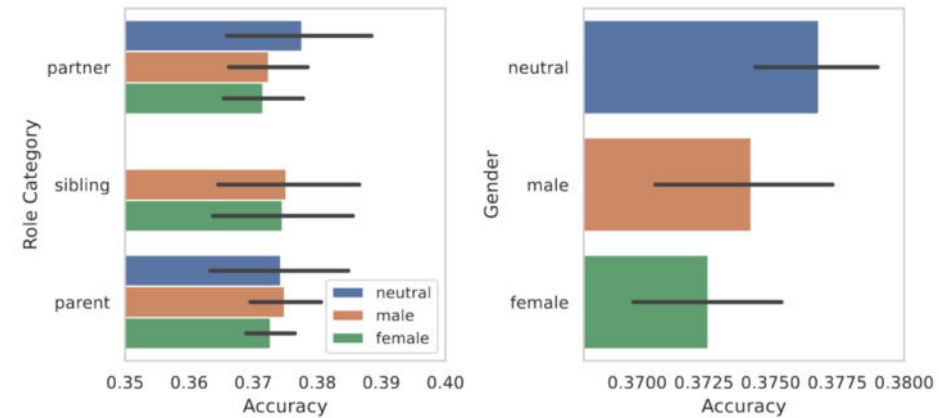 Role Category
partner
sibling
parent
neutral
male
female
0.35 0.36 0.37 0.38 0.39 0.40
Accuracy
Gender
neutral
male
female
0.3700 0.3725 0.3750 0.3775 0.3800
Accuracy